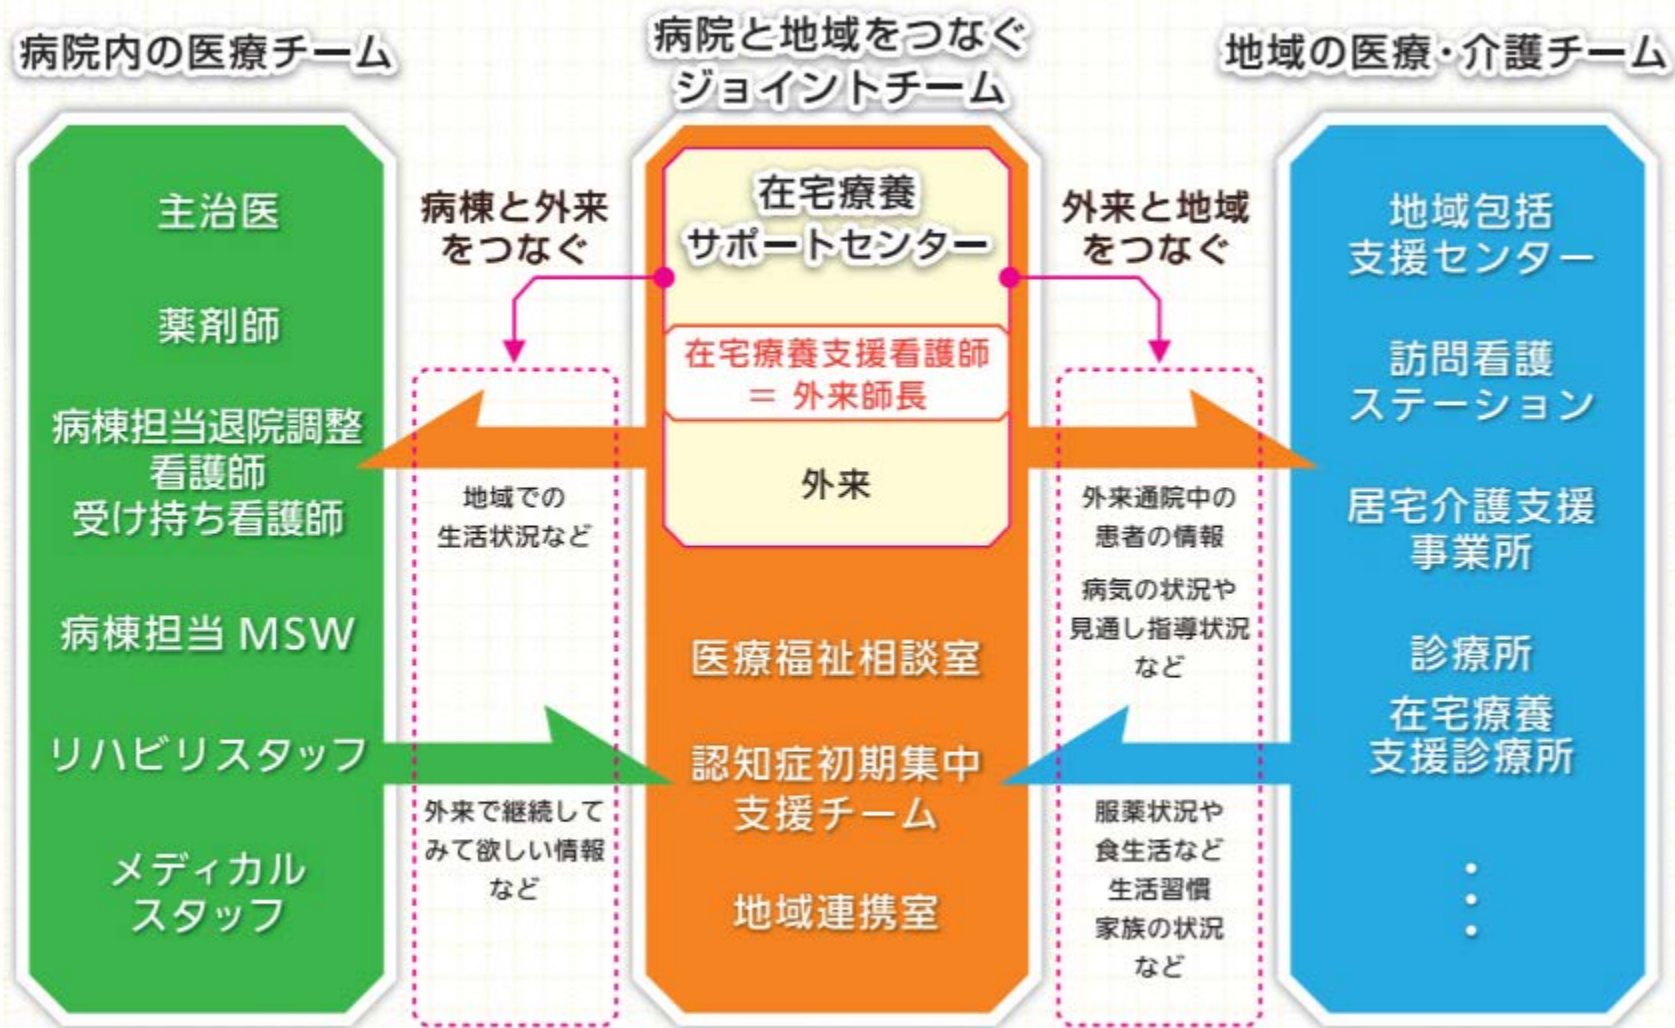 病院内の医療チーム
主治医
薬剤師
病棟担当退院調整
看護師
受け持ち看護師
病棟担当 MSW
リハビリスタッフ
メディカル
スタッフ
病棟と外来
をつなぐ
地域での
生活状況など
外来で継続して
みて欲しい情報
など
病院と地域をつなぐ
ジョイントチーム
在宅療養
サポートセンター
在宅療養支援看護師
= 外来師長
外来
医療福祉相談室
認知症初期集中
支援チーム
地域連携室
外来と地域
をつなぐ
外来通院中の
患者の情報
病気の状況や
見通し指導状況
など
服薬状況や
食生活など
生活習慣
家族の状況
など
地域の医療・介護チーム
地域包括
支援センター
訪問看護
ステーション
居宅介護支援
事業所
診療所
在宅療養
支援診療所
・
・
・